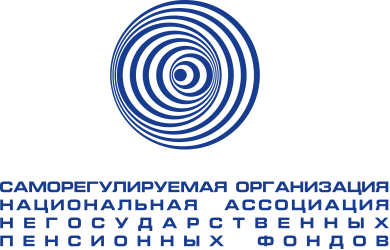 САМОРЕГУЛИРУЕМАЯ ОРГАНИЗАЦИЯ
НАЦИОНАЛЬНАЯ АССОЦИАЦИЯ
НЕГОСУДАРСТВЕННЫХ
ПЕНСИОННЫХ ФОНДОВ